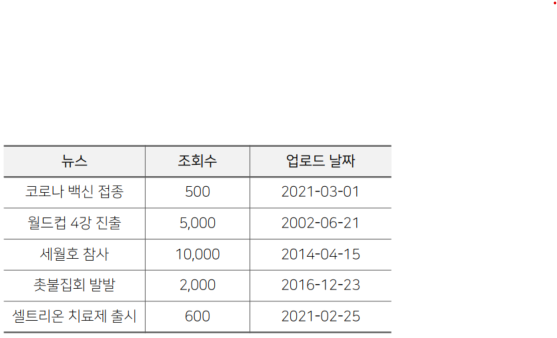 뉴스 조회수 업로드 날짜
코로나 백신 접종 500 2021-03-01
월드컵 4강 진출 5,000 2002-06-21
세월호 참사 10,000 2014-04-15
촛불집회 발발 2,000 2016-12-23
셀트리온 치료제 출시 600 2021-02-25